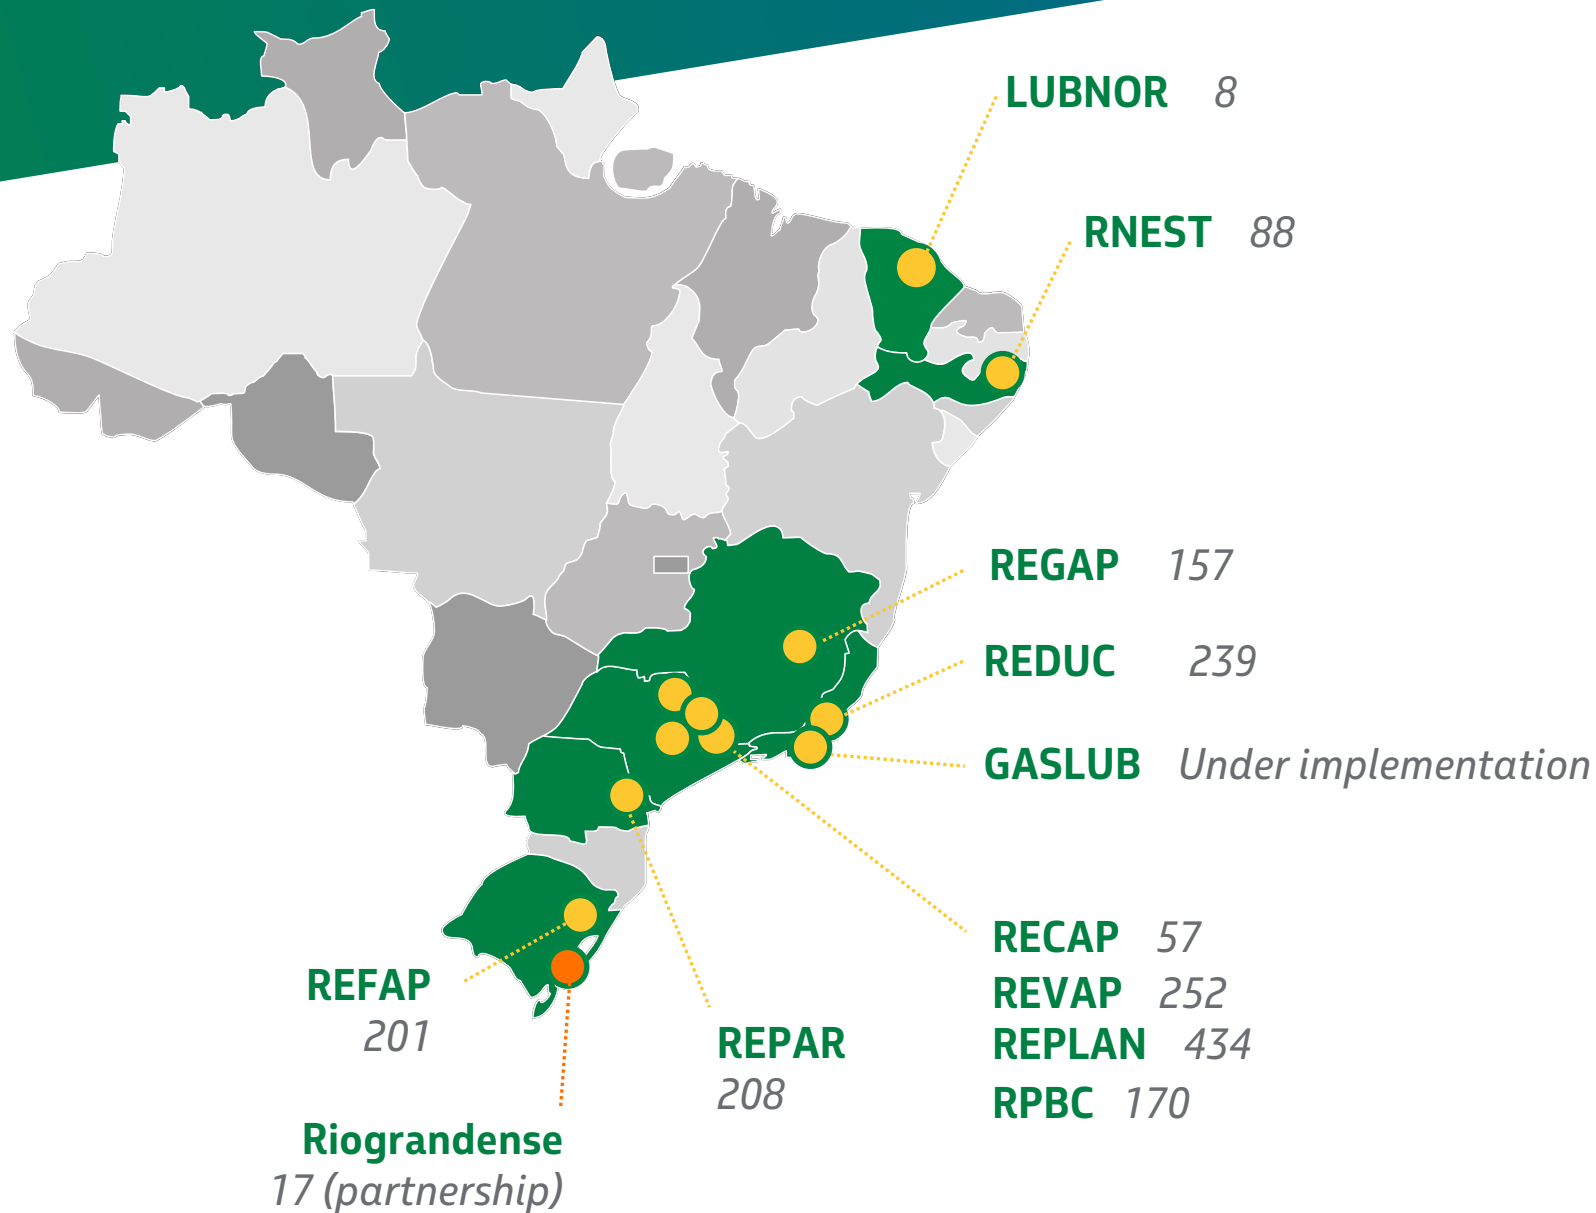 LUBNOR 8
RNEST 88
REGAP 157
REDUC 239
GASLUB Under implementation
RECAP 57
REVAP 252
REPLAN 434
RPBC 170
REFAP
201
REPAR
208
Riograndense
17 (partnership)